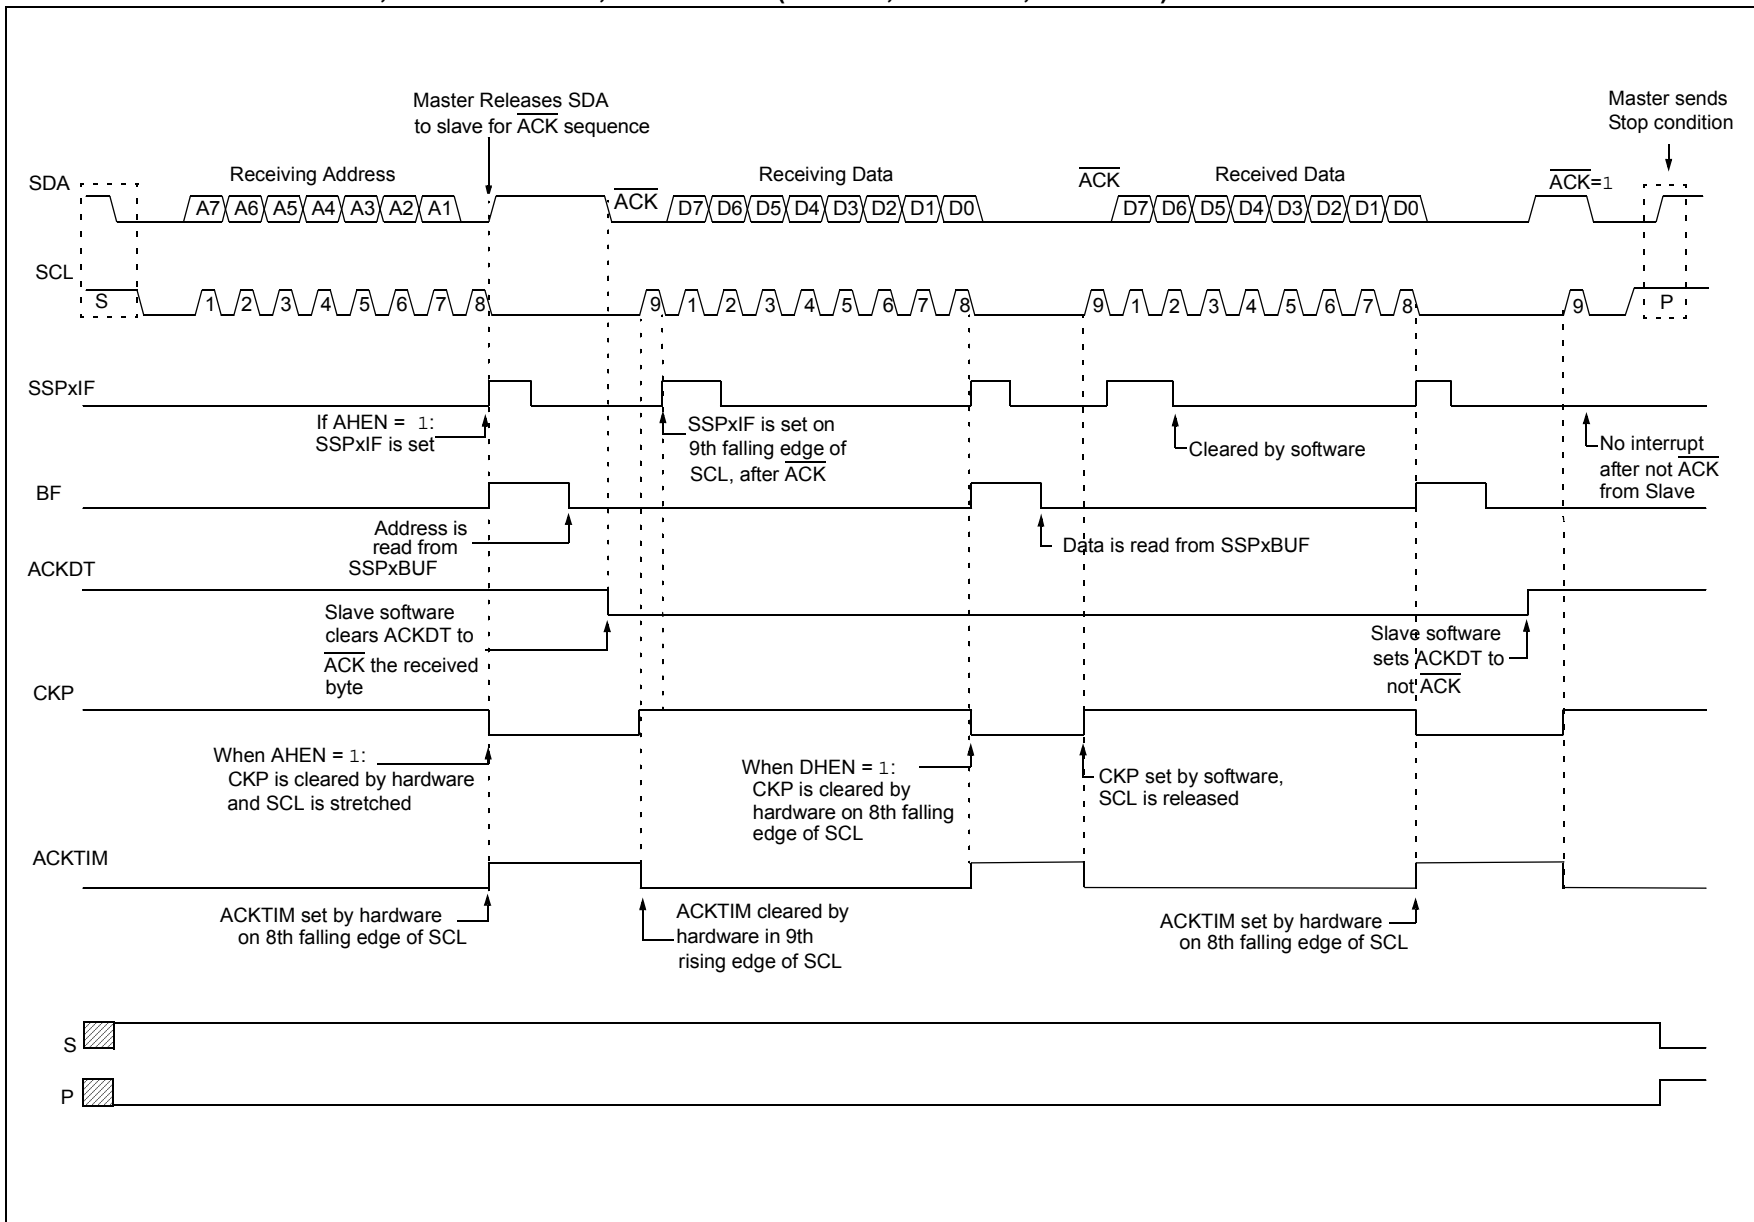 Master Releases SDA
to slave for ACK sequence
Master sends
Stop condition
SDA
Receiving Address
ACK
Receiving Data
ACK
Received Data
ACK=1
A7 A6 A5 A4 A3 A2 A1
D7 D6 D5 D4 D3 D2 D1 D0
D7 D6 D5 D4 D3 D2 D1 D0
SCL
S
1 2 3 4 5 6 7 8
9 1 2 3 4 5 6 7 8
9 1 2 3 4 5 6 7 8
9
P
SSPxIF
If AHEN = 1:
SSPxIF is set
SSPxIF is set on
9th falling edge of
SCL, after ACK
Cleared by software
No interrupt
after not ACK
from Slave
BF
Address is
read from
SSPxBUF
Data is read from SSPxBUF
ACKDT
Slave software
clears ACKDT to
ACK the received
byte
Slave software
sets ACKDT to
not ACK
CKP
When AHEN = 1:
CKP is cleared by hardware
and SCL is stretched
When DHEN = 1:
CKP is cleared by
hardware on 8th falling
edge of SCL
CKP set by software,
SCL is released
ACKTIM
ACKTIM set by hardware
on 8th falling edge of SCL
ACKTIM cleared by
hardware in 9th
rising edge of SCL
ACKTIM set by hardware
on 8th falling edge of SCL
S
P